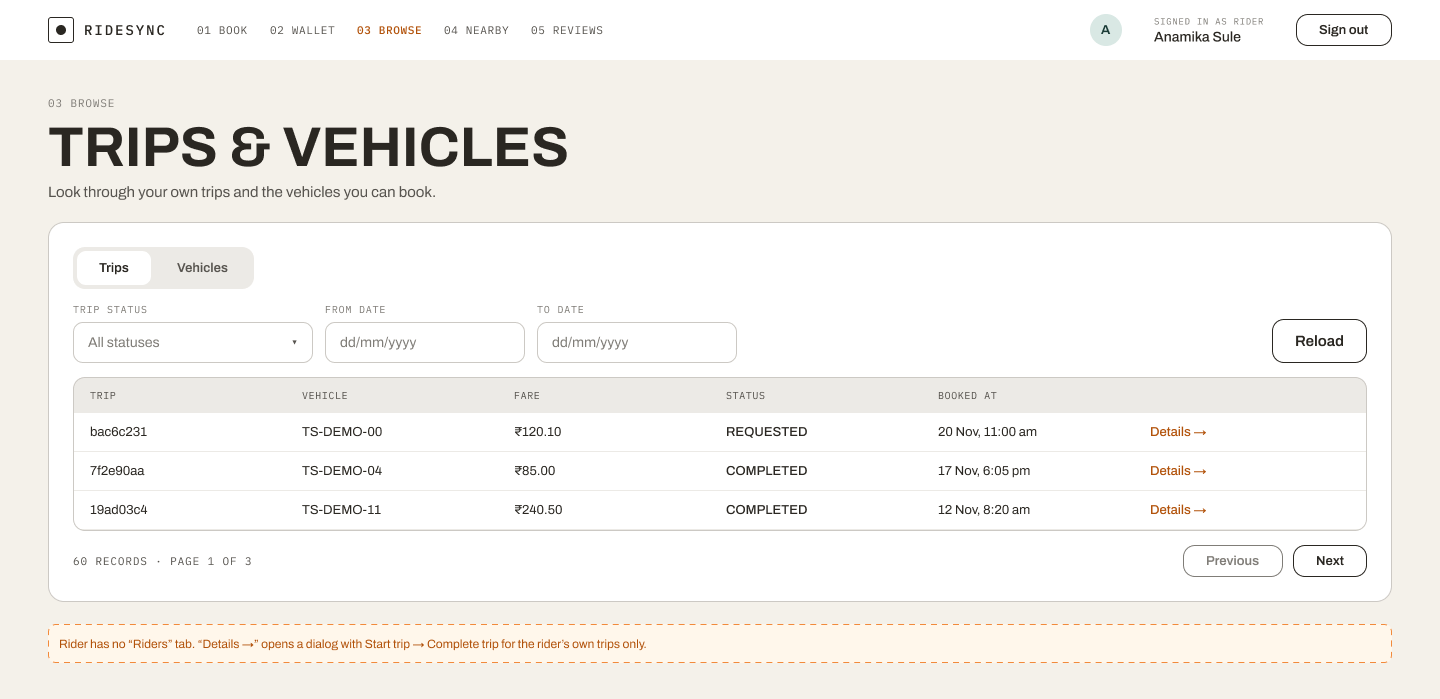 RIDESYNC 01 BOOK 02 WALLET 03 BROWSE 04 NEARBY 05 REVIEWS A SIGNED IN AS RIDER Sign out
Anamika Sule
03 BROWSE
TRIPS & VEHICLES
Look through your own trips and the vehicles you can book.
Trips Vehicles
TRIP STATUS FROM DATE TO DATE
All statuses ▾ dd/mm/yyyy dd/mm/yyyy Reload
TRIP VEHICLE FARE STATUS BOOKED AT
bac6c231 TS-DEMO-00 ₹120.10 REQUESTED 20 Nov, 11:00 am Details →
7f2e90aa TS-DEMO-04 ₹85.00 COMPLETED 17 Nov, 6:05 pm Details →
19ad03c4 TS-DEMO-11 ₹240.50 COMPLETED 12 Nov, 8:20 am Details →
60 RECORDS · PAGE 1 OF 3 Previous Next
Rider has no “Riders” tab. “Details →” opens a dialog with Start trip → Complete trip for the rider’s own trips only.